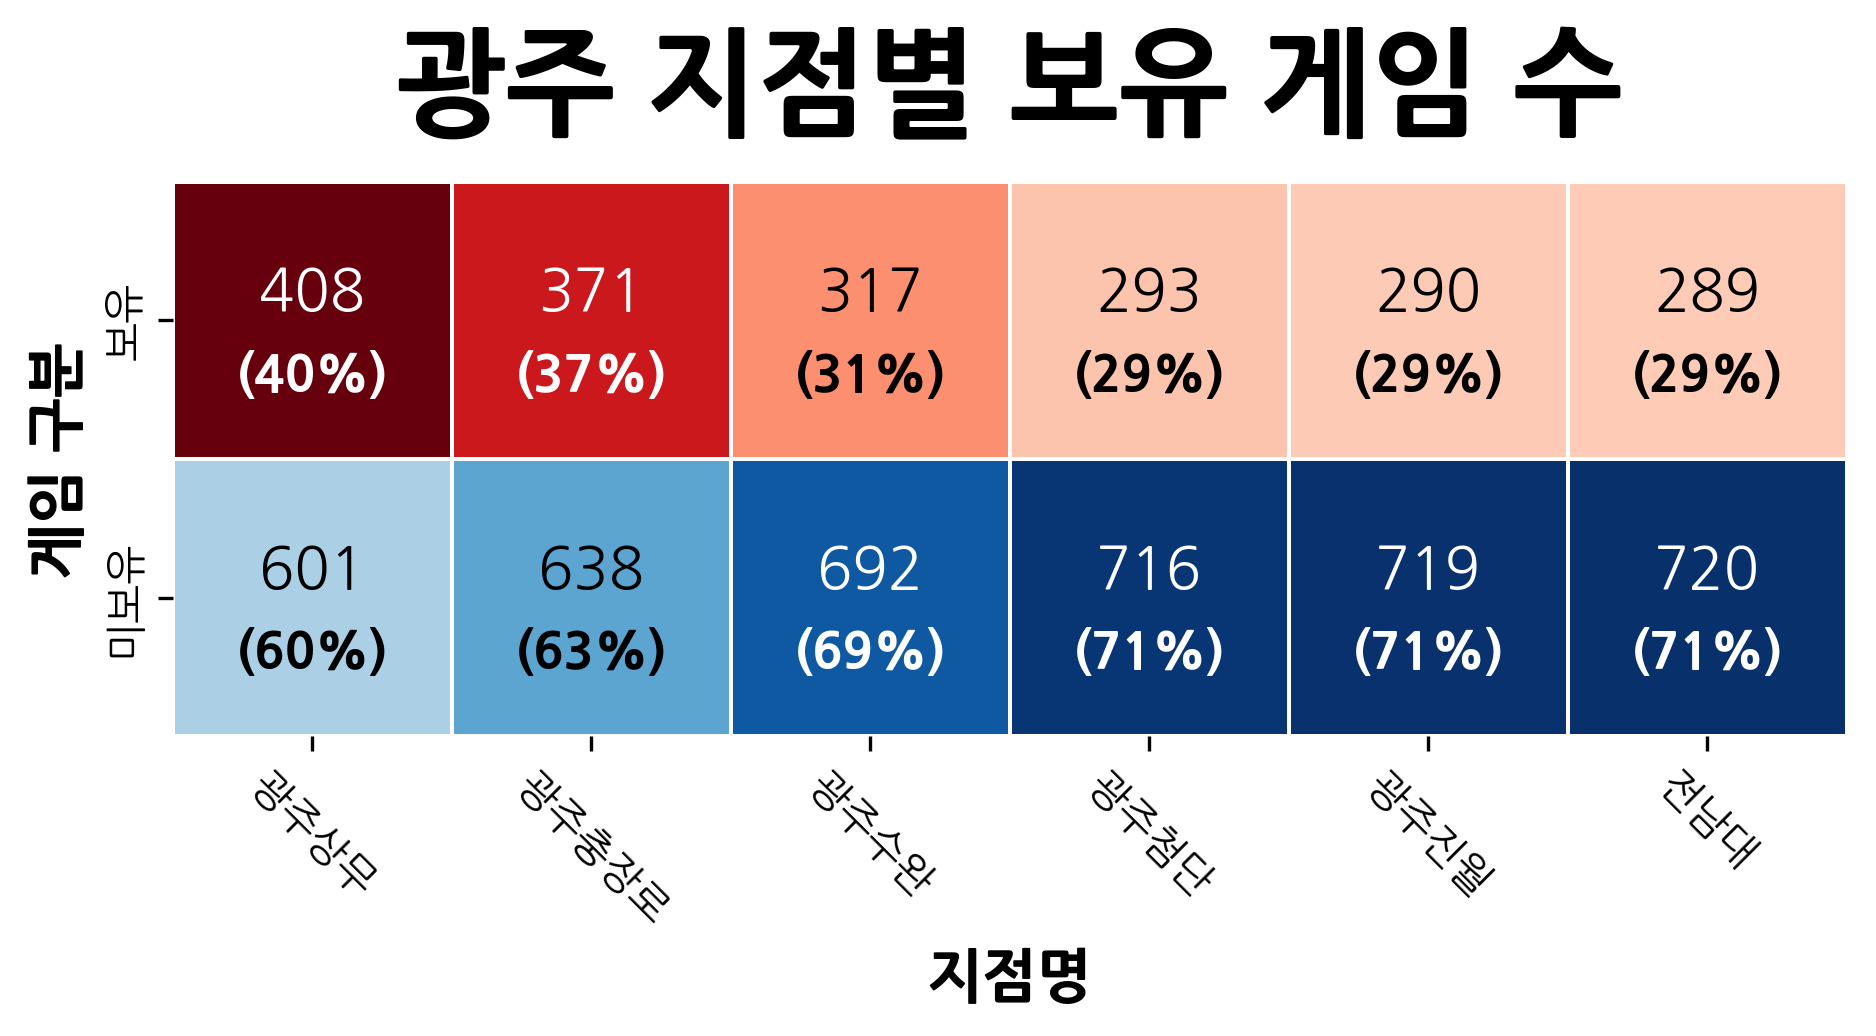 광주 지점별 보유 게임 수
게임 구분
보유
408 371 317 293 290 289
(40%) (37%) (31%) (29%) (29%) (29%)
미보유
601 638 692 716 719 720
(60%) (63%) (69%) (71%) (71%) (71%)
광주상무 광주충장로 광주수완 광주첨단 광주진월 전남대
지점명